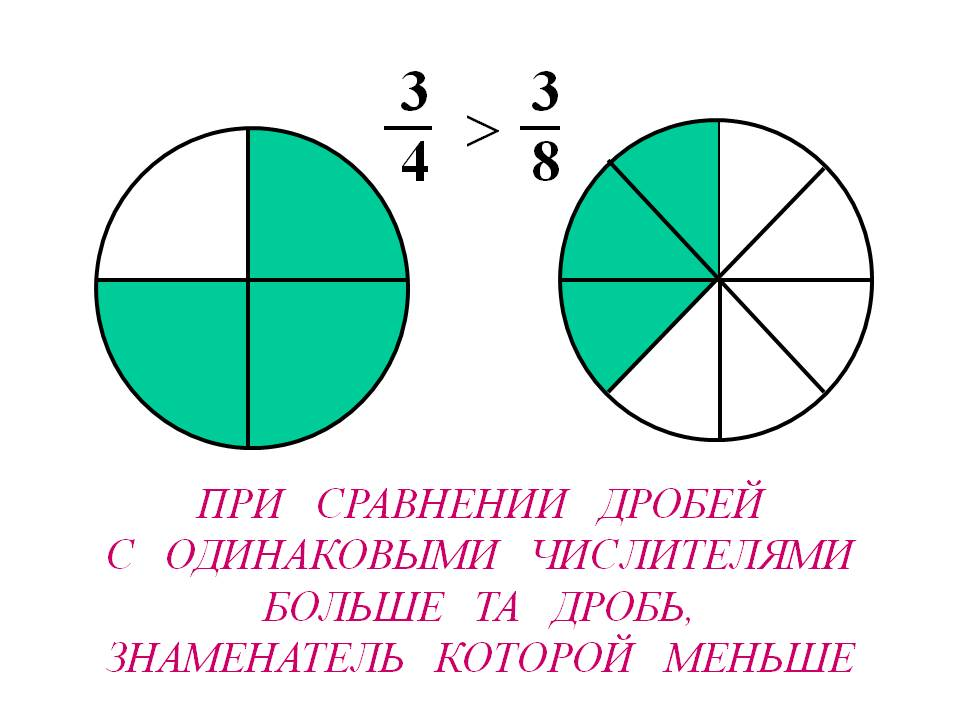 3/4 > 3/8
ПРИ СРАВНЕНИИ ДРОБЕЙ
С ОДИНАКОВЫМИ ЧИСЛИТЕЛЯМИ
БОЛЬШЕ ТА ДРОБЬ,
ЗНАМЕНАТЕЛЬ КОТОРОЙ МЕНЬШЕ